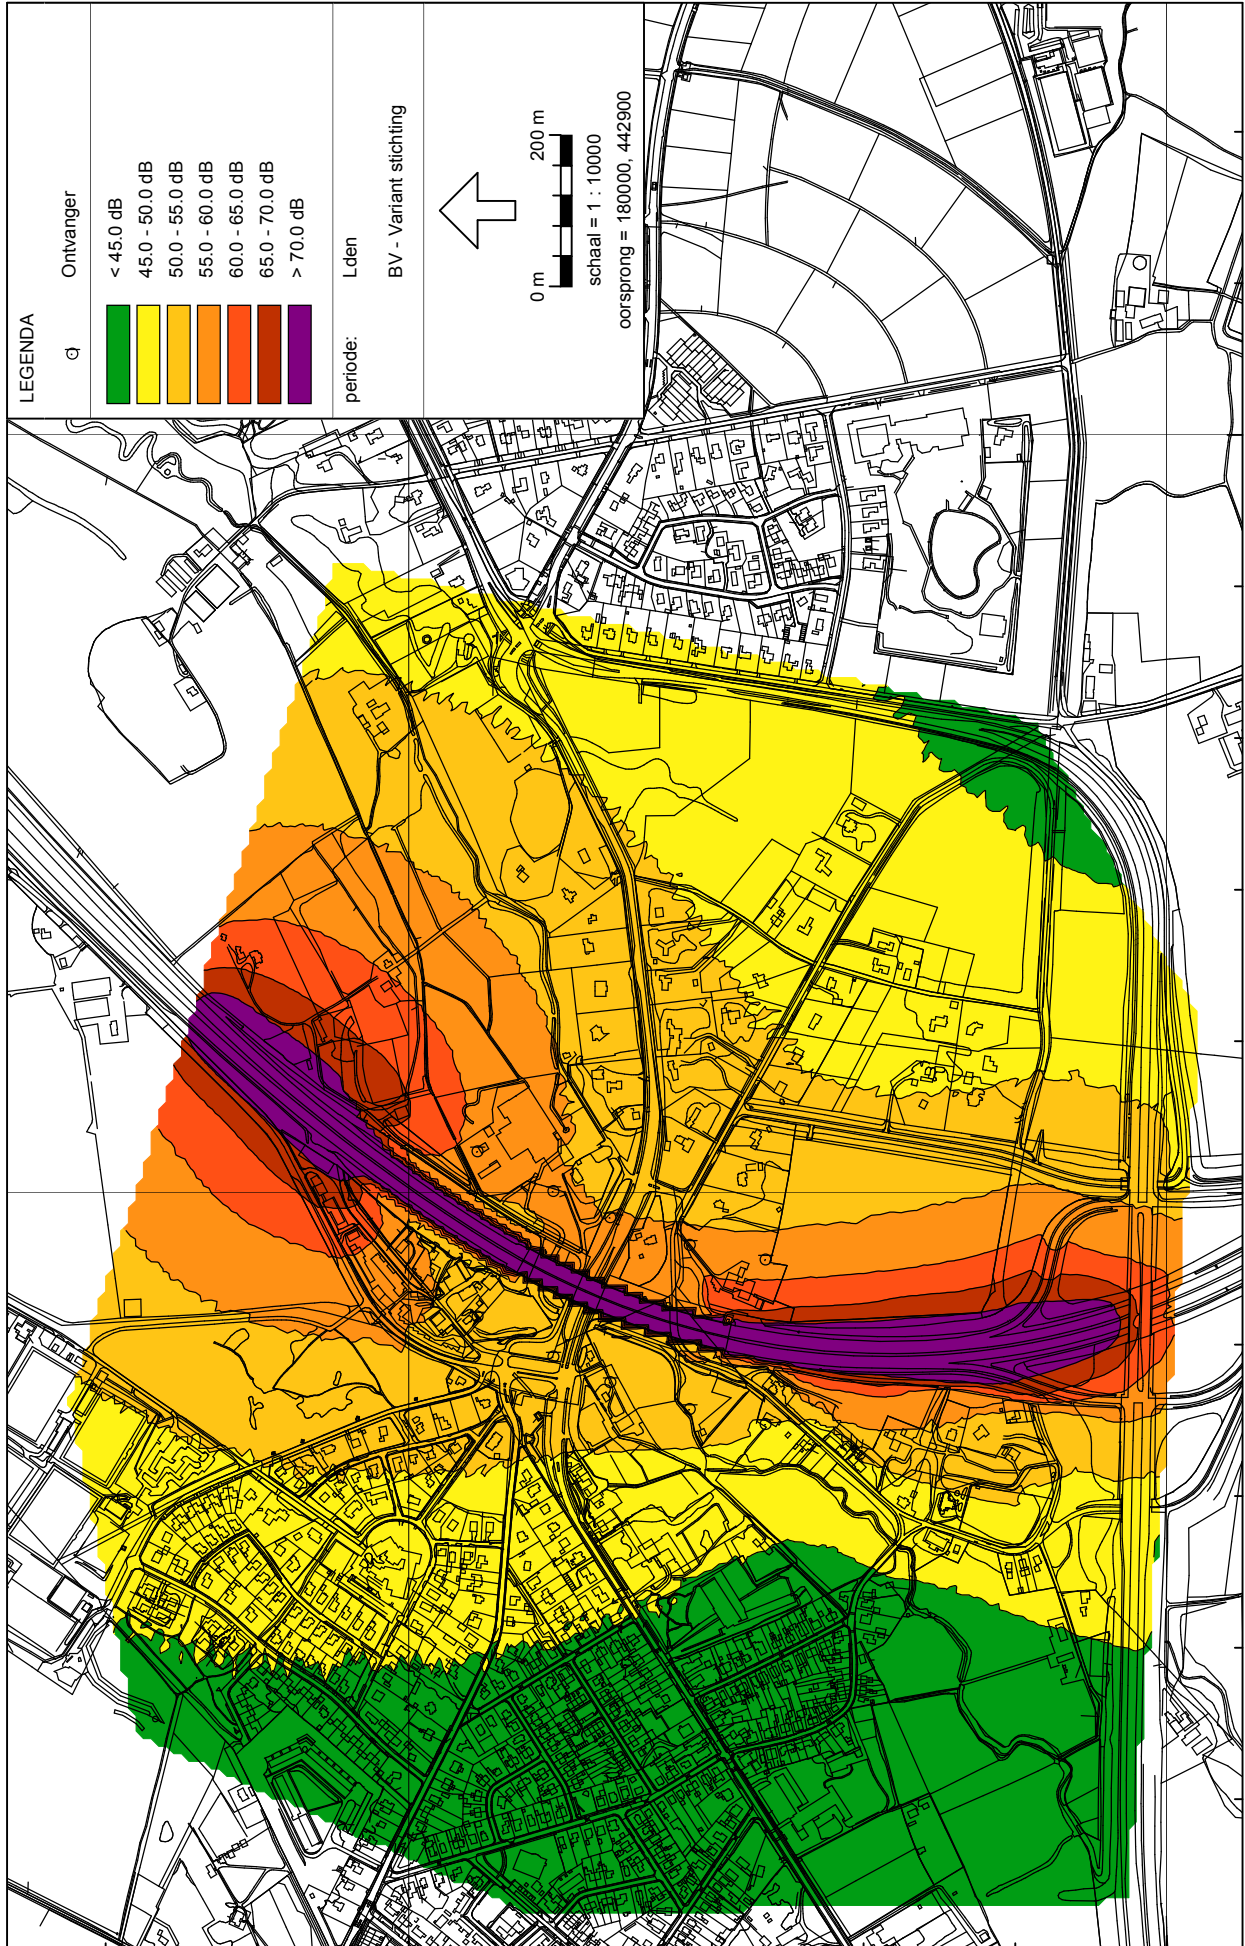 LEGENDA
Ontvanger
< 45.0 dB
45.0 - 50.0 dB
50.0 - 55.0 dB
55.0 - 60.0 dB
60.0 - 65.0 dB
65.0 - 70.0 dB
> 70.0 dB
periode: Lden
BV - Variant stichting
0 m 200 m
schaal = 1 : 10000
oorsprong = 180000, 442900